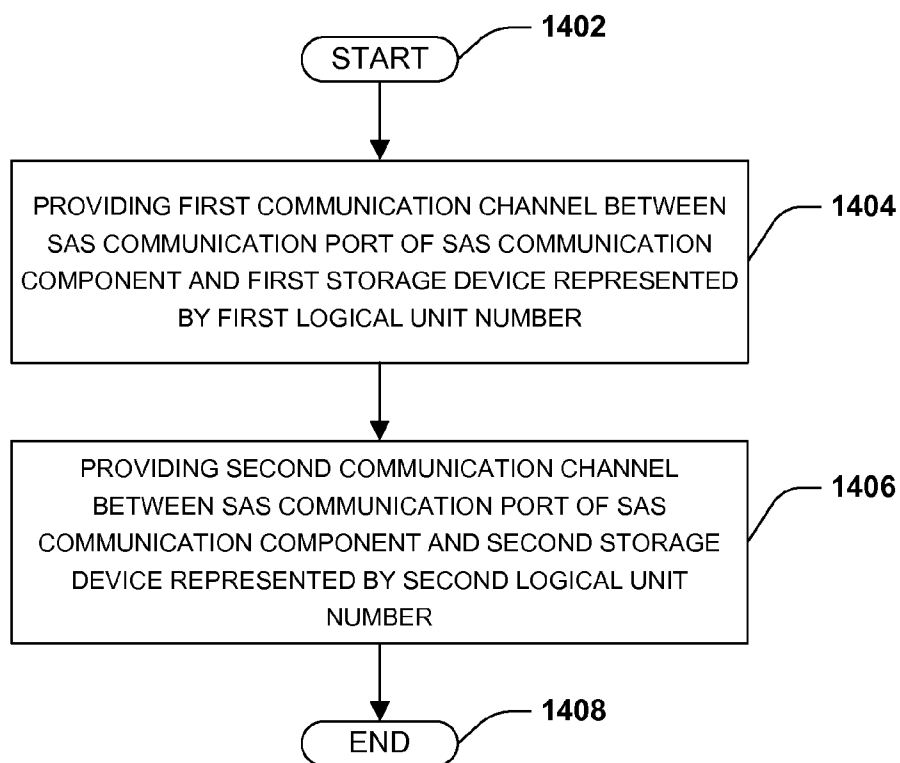 START
1402
PROVIDING FIRST COMMUNICATION CHANNEL BETWEEN
SAS COMMUNICATION PORT OF SAS COMMUNICATION
COMPONENT AND FIRST STORAGE DEVICE REPRESENTED
BY FIRST LOGICAL UNIT NUMBER
1404
PROVIDING SECOND COMMUNICATION CHANNEL
BETWEEN SAS COMMUNICATION PORT OF SAS
COMMUNICATION COMPONENT AND SECOND STORAGE
DEVICE REPRESENTED BY SECOND LOGICAL UNIT
NUMBER
1406
END
1408